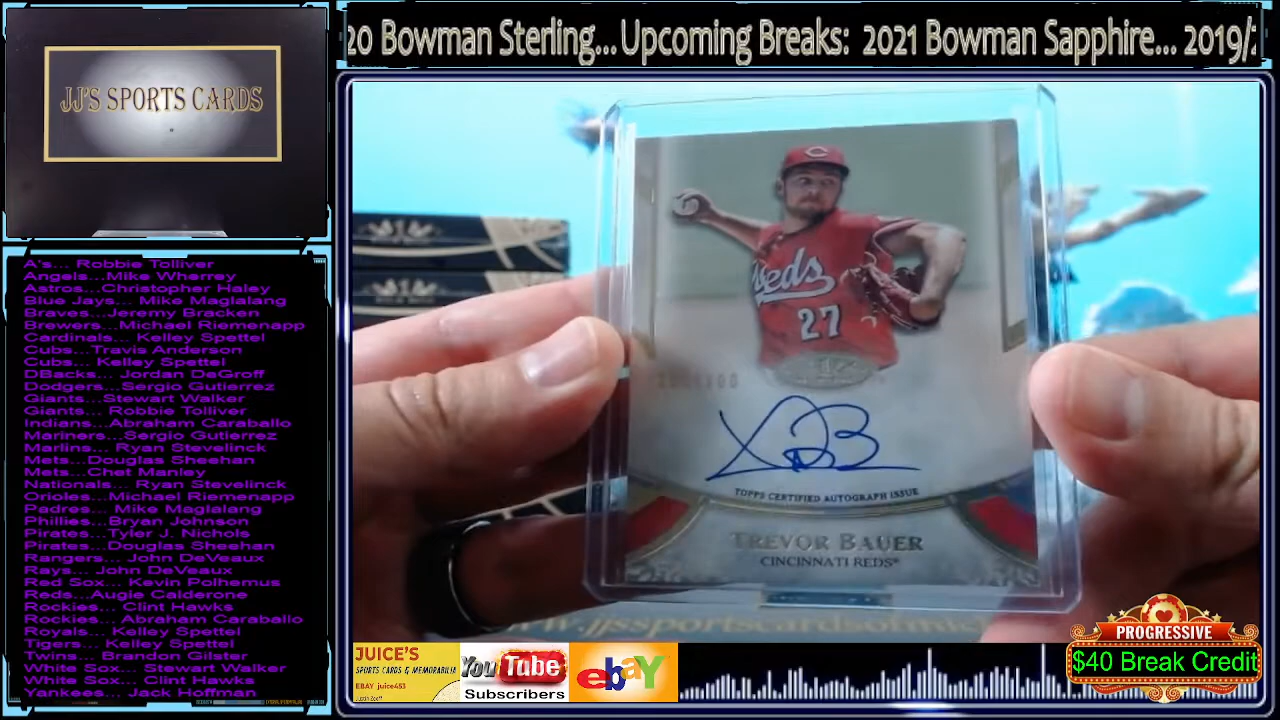 20 Bowman Sterling... Upcoming Breaks: 2021 Bowman Sapphire... 2019/
JJ'S SPORTS CARDS
A's... Robbie Tolliver
Angels...Mike Wherrey
Astros...Christopher Haley
Blue Jays... Mike Maglalang
Braves...Jeremy Bracken
Brewers...Michael Riemenapp
Cardinals... Kelley Spettel
Cubs...Travis Anderson
Cubs... Kelley Spettel
DBacks... Jordan DeGroff
Dodgers...Sergio Gutierrez
Giants...Stewart Walker
Giants... Robbie Tolliver
Indians...Abraham Caraballo
Mariners...Sergio Gutierrez
Marlins... Ryan Stevelinck
Mets...Douglas Sheehan
Mets...Chet Manley
Nationals... Ryan Stevelinck
Orioles...Michael Riemenapp
Padres... Mike Maglalang
Phillies...Bryan Johnson
Pirates...Tyler J. Nichols
Pirates...Douglas Sheehan
Rangers... John DeVeaux
Rays... John DeVeaux
Red Sox... Kevin Polhemus
Reds...Augie Calderone
Rockies... Clint Hawks
Rockies... Abraham Caraballo
Royals... Kelley Spettel
Tigers... Kelley Spettel
Twins... Brandon Gilster
White Sox... Stewart Walker
White Sox... Clint Hawks
Yankees... Jack Hoffman
C
Reds
27
TOPPS CERTIFIED AUTOGRAPH ISSUE
TREVOR BAUER
CINCINNATI REDS
JUICE'S
SPORTS CARDS & MEMORABILIA
EBAY juice453
YouTube
Subscribers
ebaY
PROGRESSIVE
$40 Break Credit